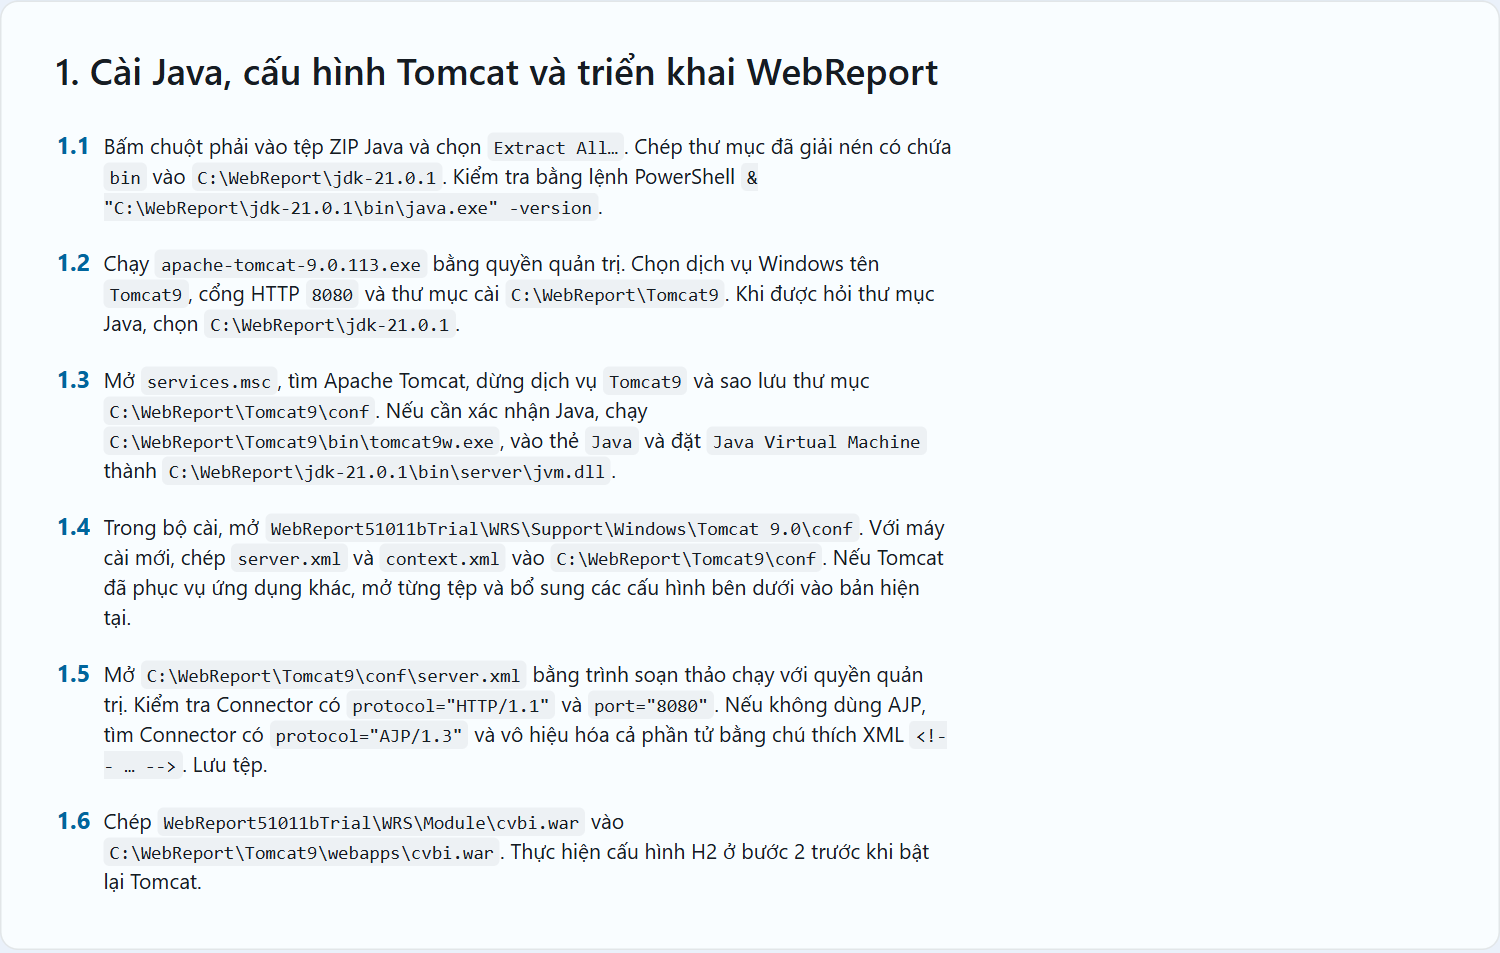 1. Cài Java, cấu hình Tomcat và triển khai WebReport
1.1 Bấm chuột phải vào tệp ZIP Java và chọn Extract All… . Chép thư mục đã giải nén có chứa
bin vào C:\WebReport\jdk-21.0.1 . Kiểm tra bằng lệnh PowerShell &
"C:\WebReport\jdk-21.0.1\bin\java.exe" -version .
1.2 Chạy apache-tomcat-9.0.113.exe bằng quyền quản trị. Chọn dịch vụ Windows tên
Tomcat9 , cổng HTTP 8080 và thư mục cài C:\WebReport\Tomcat9 . Khi được hỏi thư mục
Java, chọn C:\WebReport\jdk-21.0.1 .
1.3 Mở services.msc , tìm Apache Tomcat, dừng dịch vụ Tomcat9 và sao lưu thư mục
C:\WebReport\Tomcat9\conf . Nếu cần xác nhận Java, chạy
C:\WebReport\Tomcat9\bin\tomcat9w.exe , vào thẻ Java và đặt Java Virtual Machine
thành C:\WebReport\jdk-21.0.1\bin\server\jvm.dll .
1.4 Trong bộ cài, mở WebReport51011bTrial\WRS\Support\Windows\Tomcat 9.0\conf . Với máy
cài mới, chép server.xml và context.xml vào C:\WebReport\Tomcat9\conf . Nếu Tomcat
đã phục vụ ứng dụng khác, mở từng tệp và bổ sung các cấu hình bên dưới vào bản hiện
tại.
1.5 Mở C:\WebReport\Tomcat9\conf\server.xml bằng trình soạn thảo chạy với quyền quản
trị. Kiểm tra Connector có protocol="HTTP/1.1" và port="8080" . Nếu không dùng AJP,
tìm Connector có protocol="AJP/1.3" và vô hiệu hóa cả phần tử bằng chú thích XML <!-
- … --> . Lưu tệp.
1.6 Chép WebReport51011bTrial\WRS\Module\cvbi.war vào
C:\WebReport\Tomcat9\webapps\cvbi.war . Thực hiện cấu hình H2 ở bước 2 trước khi bật
lại Tomcat.